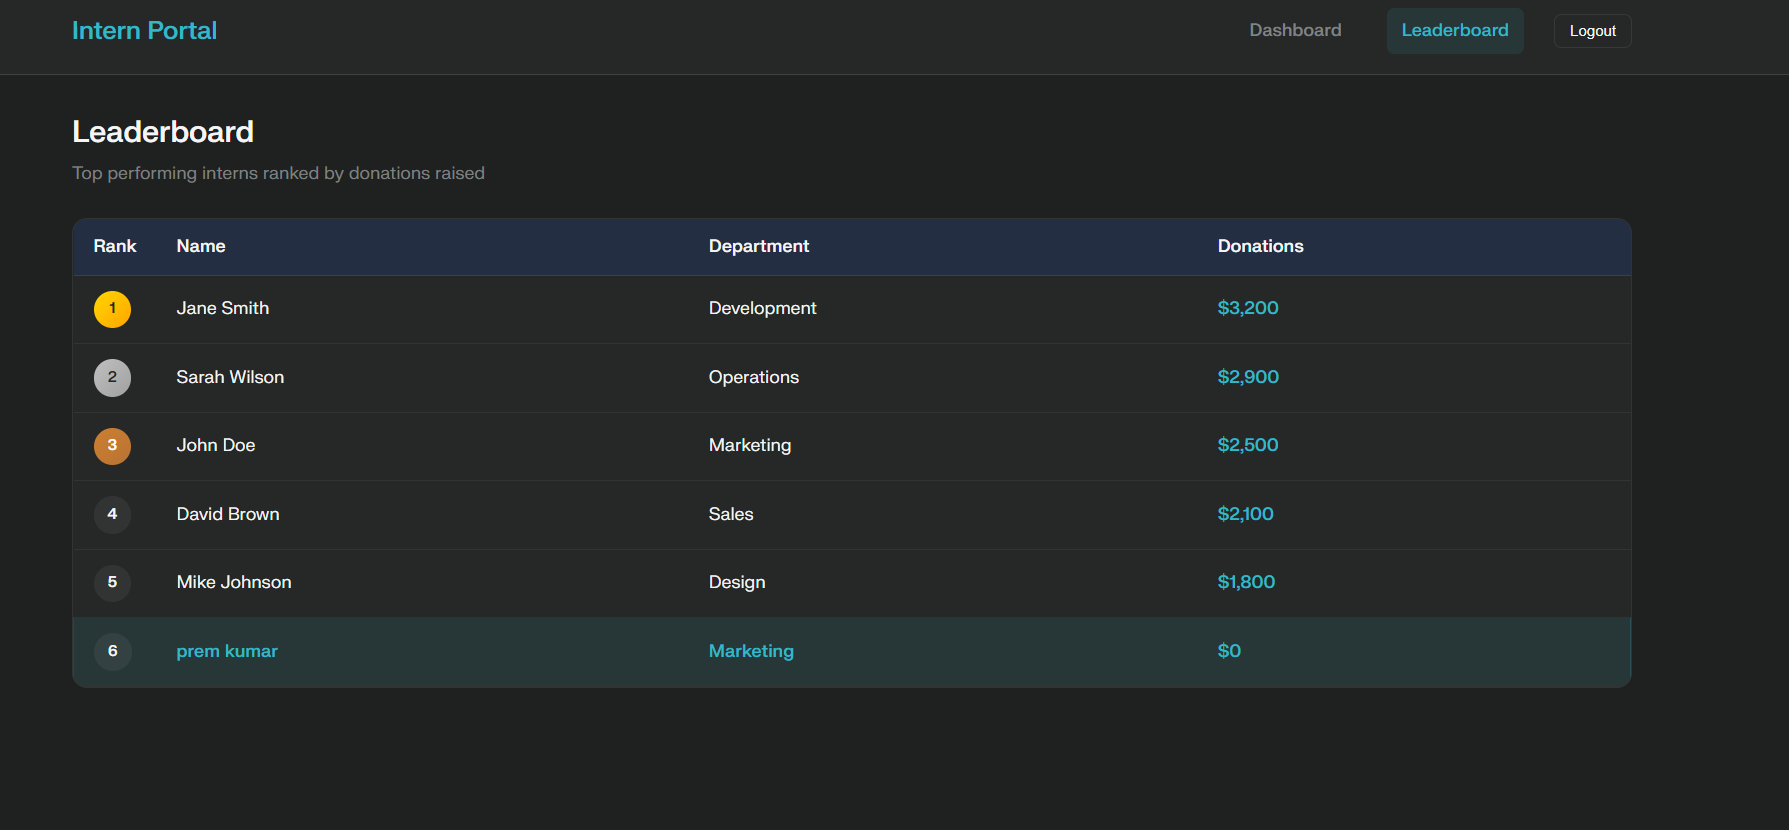 Intern Portal Dashboard Leaderboard Logout
Leaderboard
Top performing interns ranked by donations raised
Rank Name Department Donations
1 Jane Smith Development $3,200
2 Sarah Wilson Operations $2,900
3 John Doe Marketing $2,500
4 David Brown Sales $2,100
5 Mike Johnson Design $1,800
6 prem kumar Marketing $0